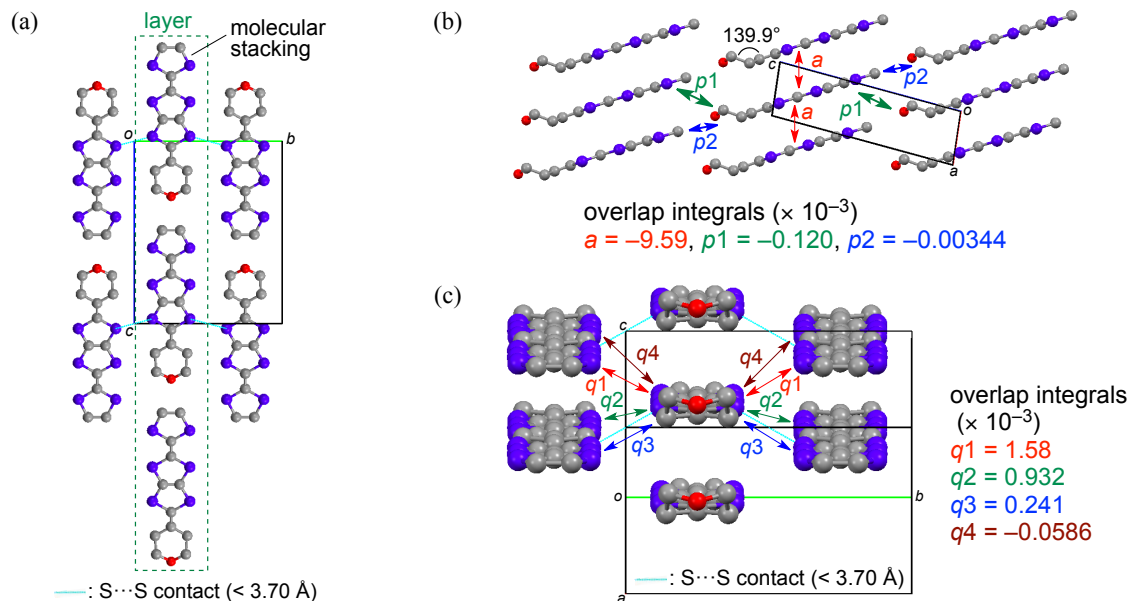 (a)
layer
molecular
stacking
o
b
c
: S···S contact (< 3.70 Å)
(b)
139.9°
c
a
p2
p1
p1
a
o
p2
a
overlap integrals (× 10⁻³)
a = –9.59, p1 = –0.120, p2 = –0.00344
(c)
c
q4
q4
q1
q1
q2
q2
q3
q3
o
b
: S···S contact (< 3.70 Å)
a
overlap integrals
(× 10⁻³)
q1 = 1.58
q2 = 0.932
q3 = 0.241
q4 = –0.0586